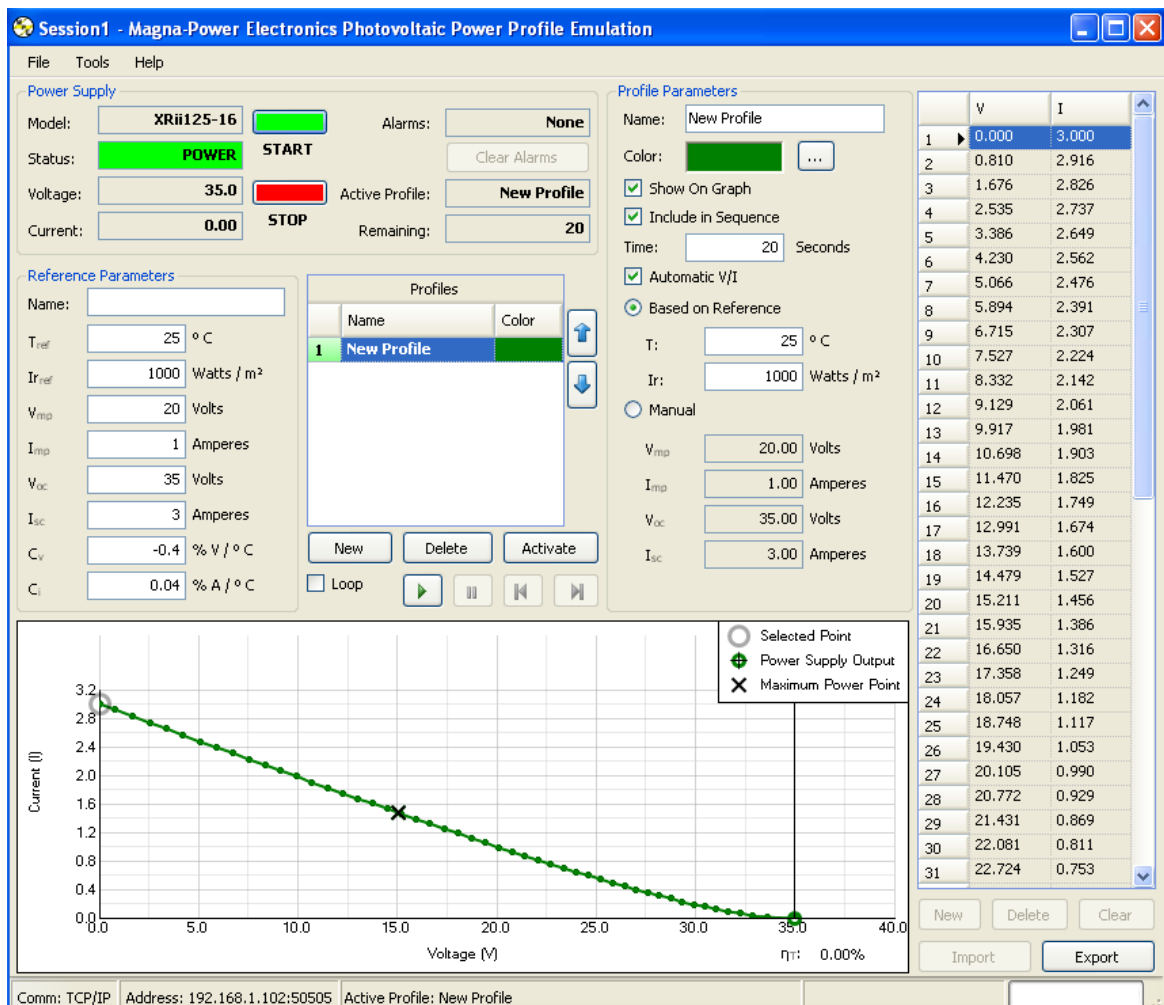 Session1 - Magna-Power Electronics Photovoltaic Power Profile Emulation
File Tools Help
Power Supply
Model: XRii125-16
START
Alarms: None
Status: POWER
Clear Alarms
Voltage: 35.0
STOP
Active Profile: New Profile
Current: 0.00
Remaining: 20
Reference Parameters
Name:
Tref 25 º C
Irref 1000 Watts / m²
Vmp 20 Volts
Imp 1 Amperes
Voc 35 Volts
Isc 3 Amperes
Cv -0.4 % V / º C
Ci 0.04 % A / º C
Profiles
Name Color
1 New Profile
New Delete Activate
Loop
Profile Parameters
Name: New Profile
Color: ...
Show On Graph
Include in Sequence
Time: 20 Seconds
Automatic V/I
Based on Reference
T: 25 º C
Ir: 1000 Watts / m²
Manual
Vmp 20.00 Volts
Imp 1.00 Amperes
Voc 35.00 Volts
Isc 3.00 Amperes
V I
1 0.000 3.000
2 0.810 2.916
3 1.676 2.826
4 2.535 2.737
5 3.386 2.649
6 4.230 2.562
7 5.066 2.476
8 5.894 2.391
9 6.715 2.307
10 7.527 2.224
11 8.332 2.142
12 9.129 2.061
13 9.917 1.981
14 10.698 1.903
15 11.470 1.825
16 12.235 1.749
17 12.991 1.674
18 13.739 1.600
19 14.479 1.527
20 15.211 1.456
21 15.935 1.386
22 16.650 1.316
23 17.358 1.249
24 18.057 1.182
25 18.748 1.117
26 19.430 1.053
27 20.105 0.990
28 20.772 0.929
29 21.431 0.869
30 22.081 0.811
31 22.724 0.753
New Delete Clear
Import Export
Selected Point
Power Supply Output
Maximum Power Point
Current (I)
3.2
2.8
2.4
2.0
1.6
1.2
0.8
0.4
0.0
0.0 5.0 10.0 15.0 20.0 25.0 30.0 35.0 40.0
Voltage (V)
ηT: 0.00%
Comm: TCP/IP Address: 192.168.1.102:50505 Active Profile: New Profile